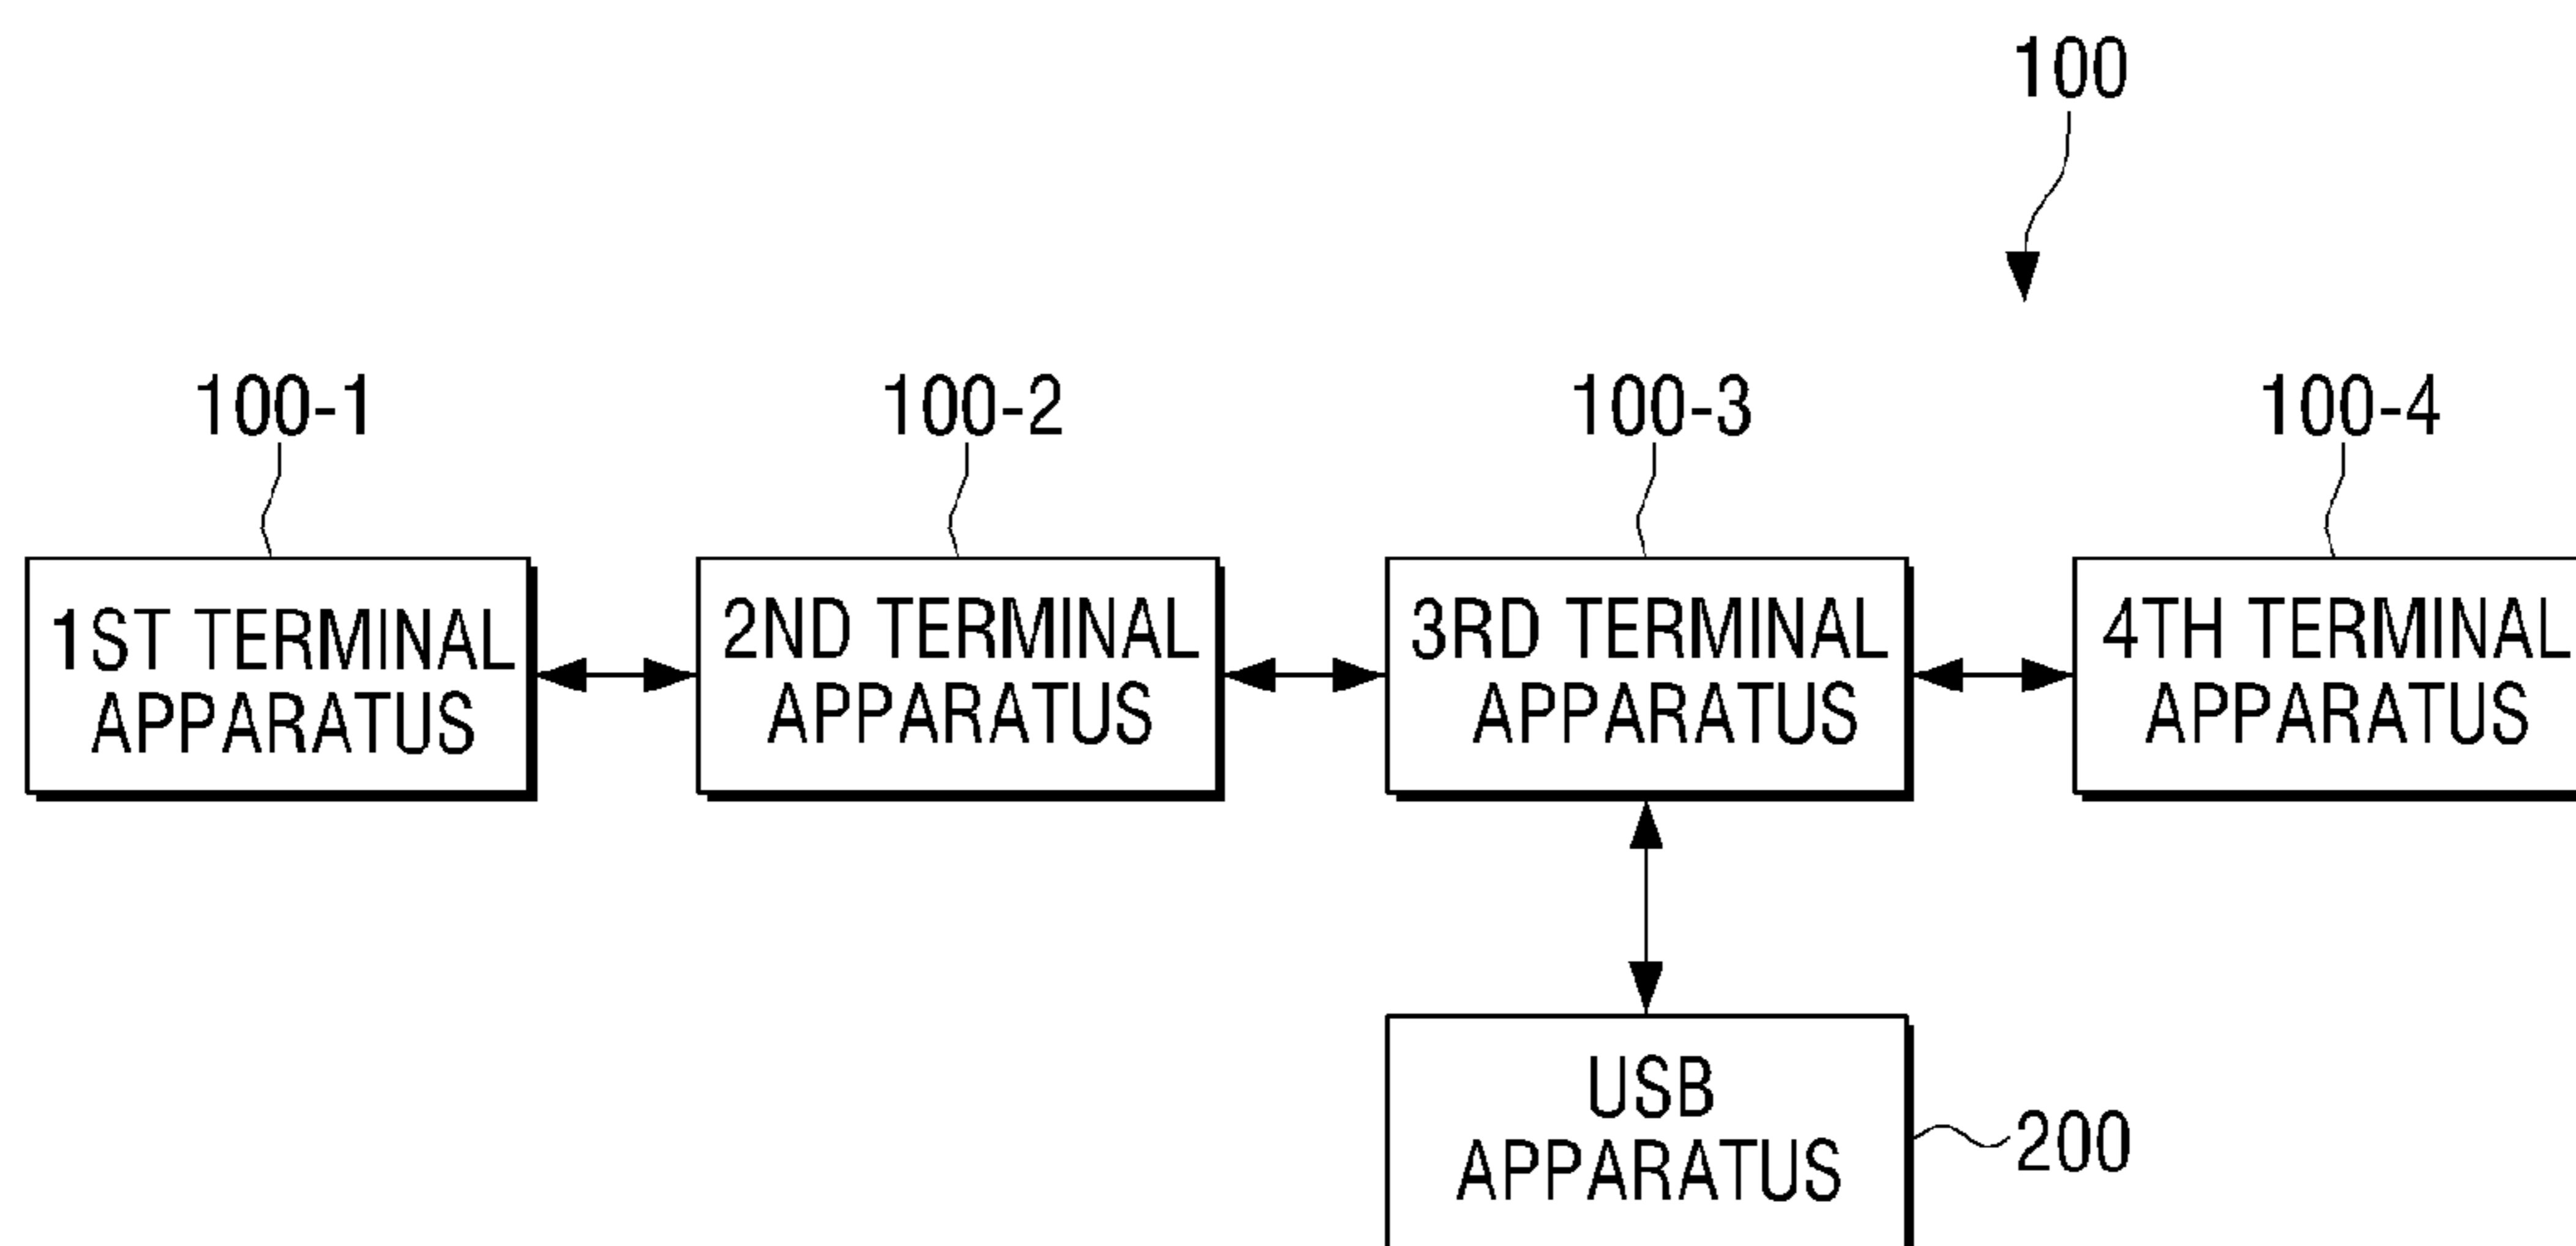 100
100-1
100-2
100-3
100-4
1ST TERMINAL
APPARATUS
2ND TERMINAL
APPARATUS
3RD TERMINAL
APPARATUS
4TH TERMINAL
APPARATUS
USB
APPARATUS
200